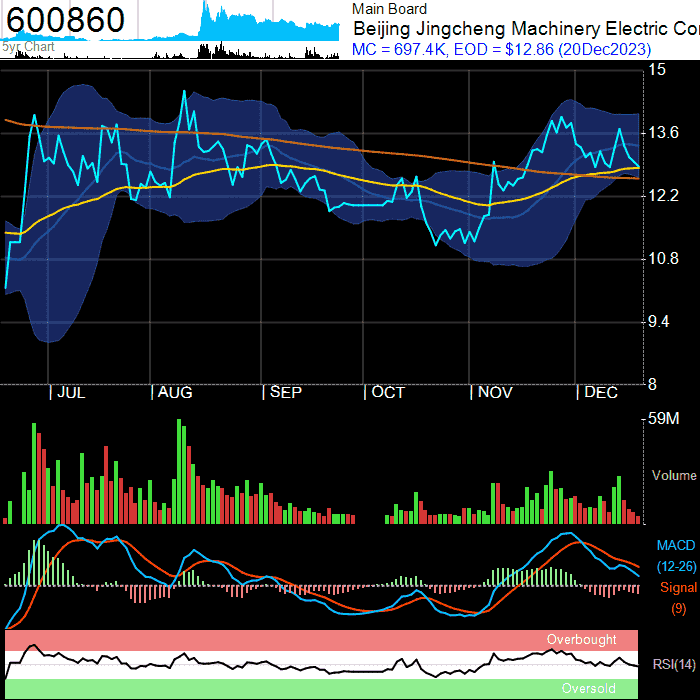 600860
5yr Chart
Main Board
Beijing Jingcheng Machinery Electric Co
MC = 697.4K, EOD = $12.86 (20Dec2023)
15
13.6
12.2
10.8
9.4
8
JUL AUG SEP OCT NOV DEC
59M
Volume
MACD
(12-26)
Signal
(9)
Overbought
RSI(14)
Oversold